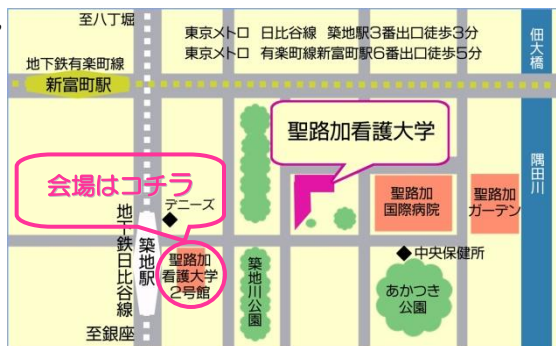 至八丁堀
東京メトロ 日比谷線 築地駅3番出口徒歩3分
東京メトロ 有楽町線新富町駅6番出口徒歩5分
佃大橋
地下鉄有楽町線
新富町駅
聖路加看護大学
隅田川
会場はコチラ
デニーズ
聖路加
国際病院
聖路加
ガーデン
地下鉄日比谷線
築地駅
聖路加
看護大学
2号館
築地川公園
中央保健所
あかつき
公園
至銀座